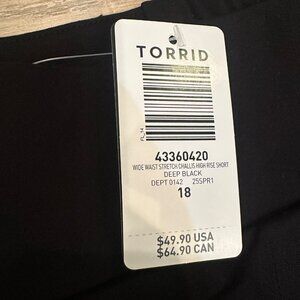 TORRID
43360420
WIDE WAIST STRETCH CHALLIS HIGH RISE SHORT
DEEP BLACK
DEPT 0142 25SPR1
18
$49.90 USA
$64.90 CAN